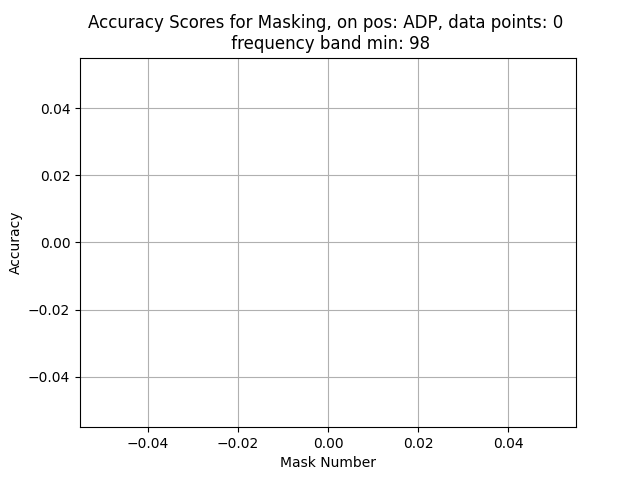 Accuracy Scores for Masking, on pos: ADP, data points: 0
frequency band min: 98
Accuracy
0.04
0.02
0.00
−0.02
−0.04
−0.04
−0.02
0.00
0.02
0.04
Mask Number